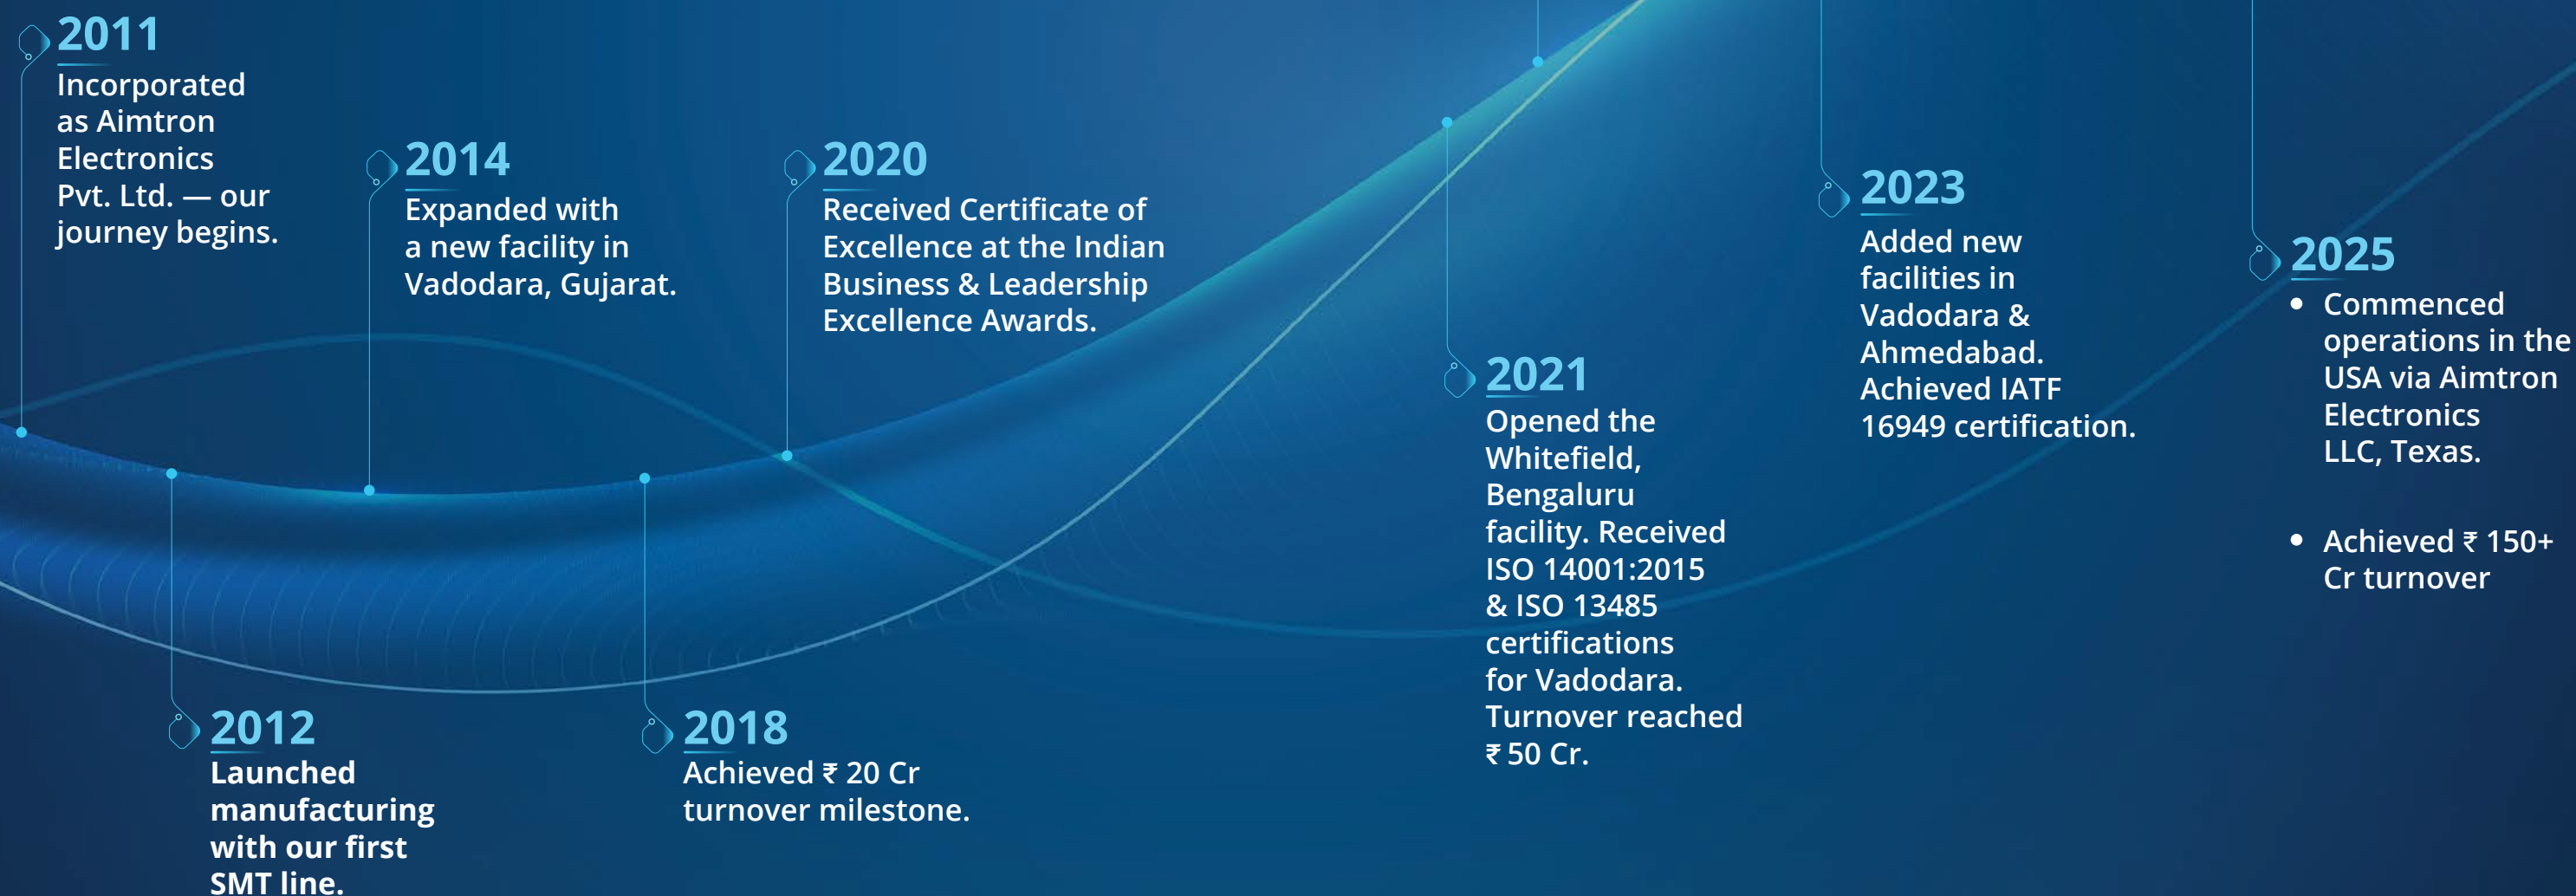 2011
Incorporated
as Aimtron
Electronics
Pvt. Ltd. — our
journey begins.
2012
Launched
manufacturing
with our first
SMT line.
2014
Expanded with
a new facility in
Vadodara, Gujarat.
2018
Achieved ₹ 20 Cr
turnover milestone.
2020
Received Certificate of
Excellence at the Indian
Business & Leadership
Excellence Awards.
2021
Opened the
Whitefield,
Bengaluru
facility. Received
ISO 14001:2015
& ISO 13485
certifications
for Vadodara.
Turnover reached
₹ 50 Cr.
2023
Added new
facilities in
Vadodara &
Ahmedabad.
Achieved IATF
16949 certification.
2025
• Commenced
operations in the
USA via Aimtron
Electronics
LLC, Texas.
• Achieved ₹ 150+
Cr turnover